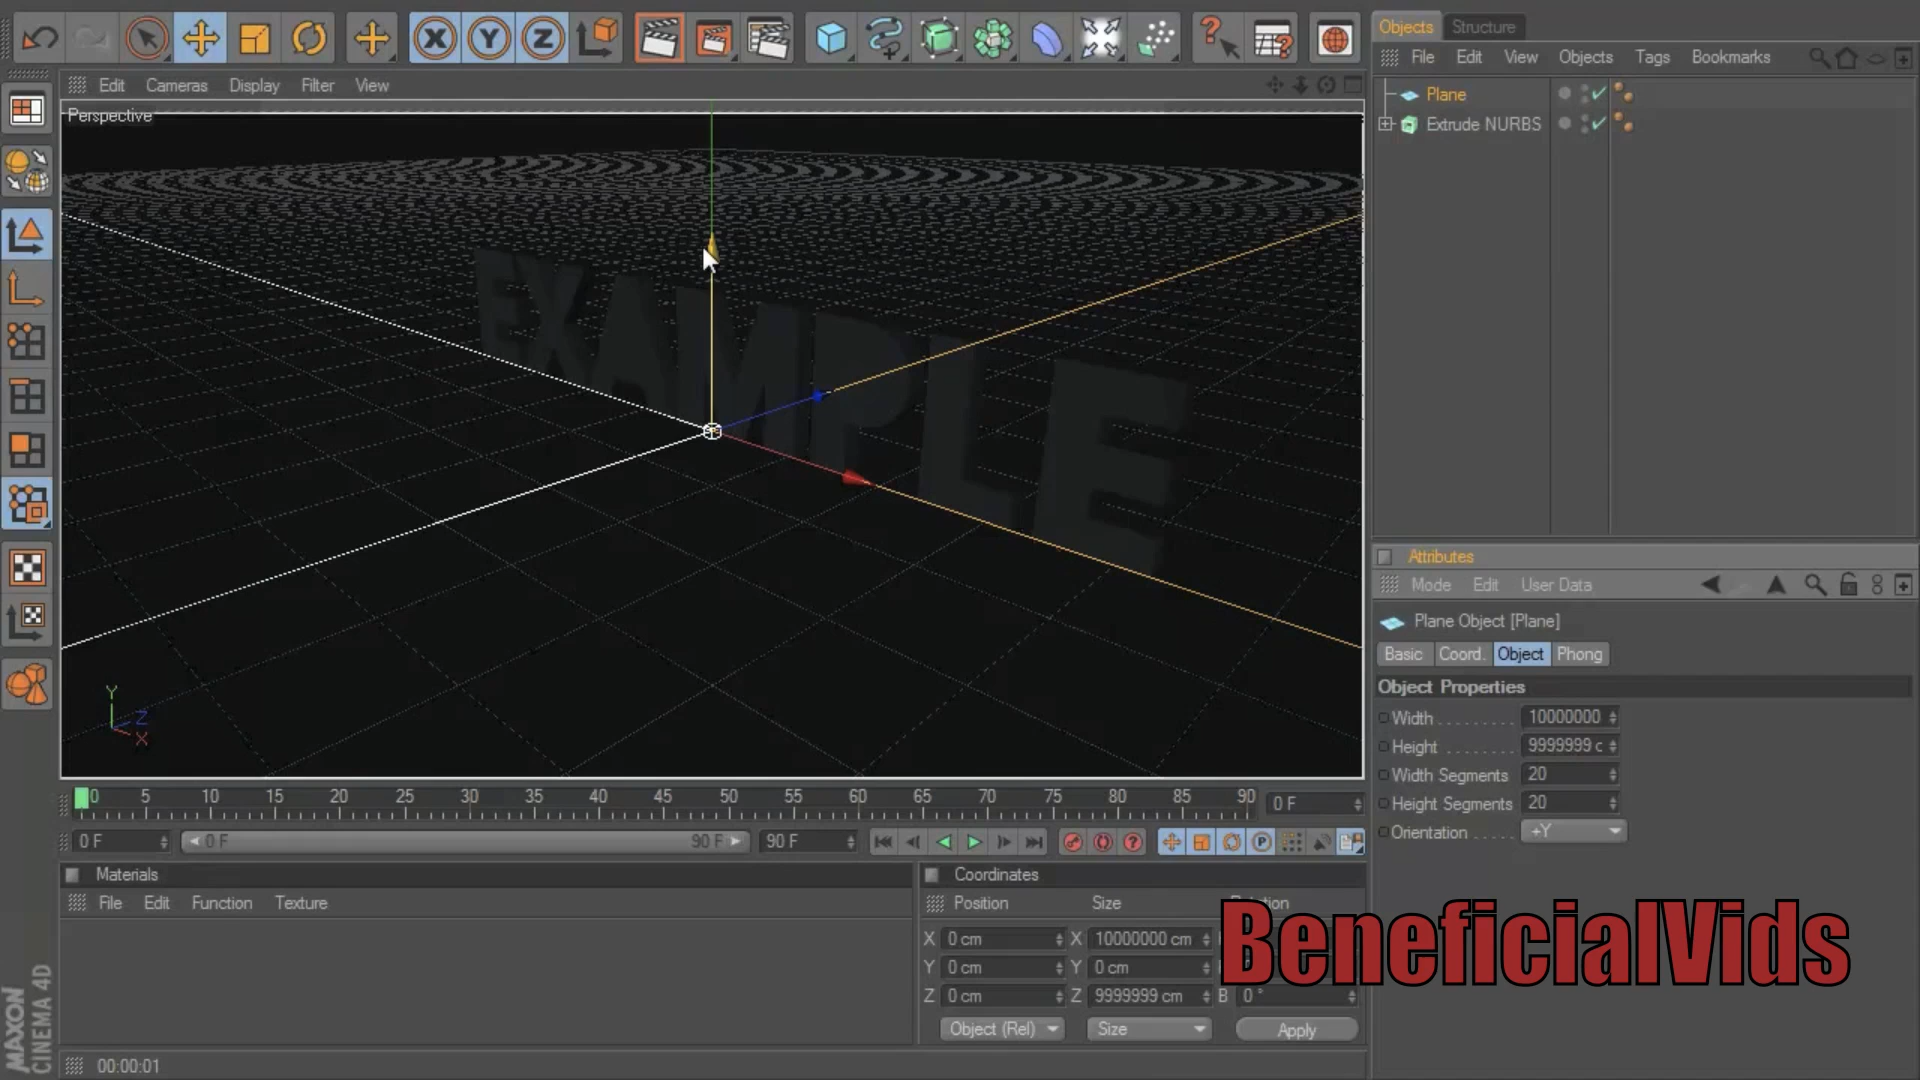 X Y Z
Objects Structure
File Edit View Objects Tags Bookmarks
Edit Cameras Display Filter View
Perspective
Plane
Extrude NURBS
EXAMPLE
Y
Z
X
Attributes
Mode Edit User Data
Plane Object [Plane]
Basic Coord. Object Phong
Object Properties
Width 10000000
Height 9999999 c
Width Segments 20
Height Segments 20
Orientation +Y
0 5 10 15 20 25 30 35 40 45 50 55 60 65 70 75 80 85 90 0 F
0 F 0 F 90 F 90 F
Materials
File Edit Function Texture
Coordinates
Position Size Rotation
X 0 cm X 10000000 cm
Y 0 cm Y 0 cm
Z 0 cm Z 9999999 cm B 0 °
Object (Rel) Size Apply
BeneficialVids
MAXON
CINEMA 4D
00:00:01